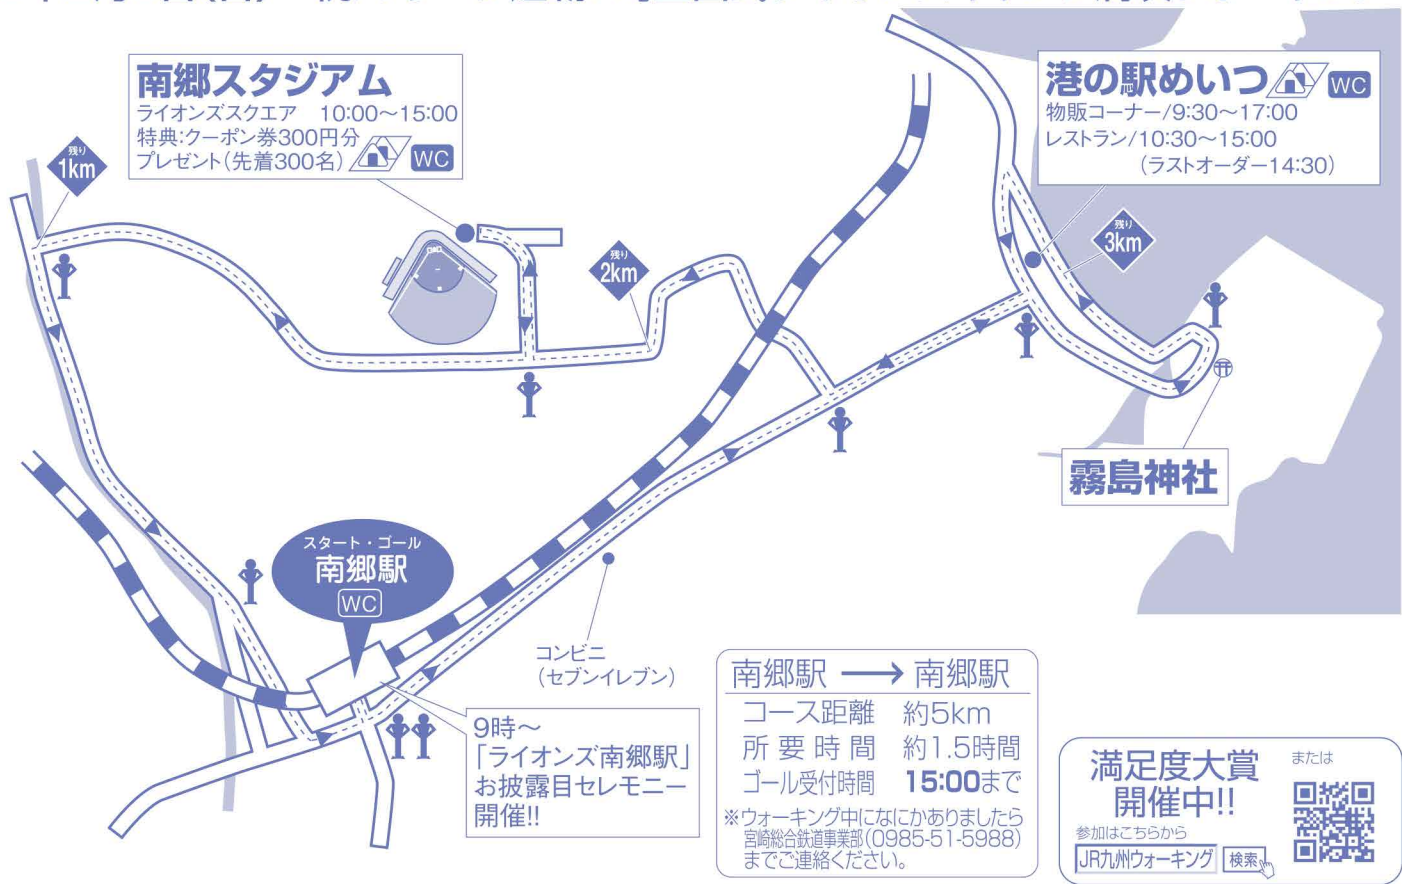 南郷スタジアム
ライオンズスクエア 10:00～15:00
特典:クーポン券300円分
プレゼント(先着300名) WC
港の駅めいつ WC
物販コーナー/9:30～17:00
レストラン/10:30～15:00
(ラストオーダー14:30)
残り
1km
残り
2km
残り
3km
霧島神社
スタート・ゴール
南郷駅
WC
コンビニ
(セブンイレブン)
9時～
「ライオンズ南郷駅」
お披露目セレモニー
開催!!
南郷駅 → 南郷駅
コース距離 約5km
所要時間 約1.5時間
ゴール受付時間 15:00まで
※ウォーキング中になにかありましたら
宮崎総合鉄道事業部(0985-51-5988)
までご連絡ください。
満足度大賞
開催中!!
または
参加はこちらから
JR九州ウォーキング 検索